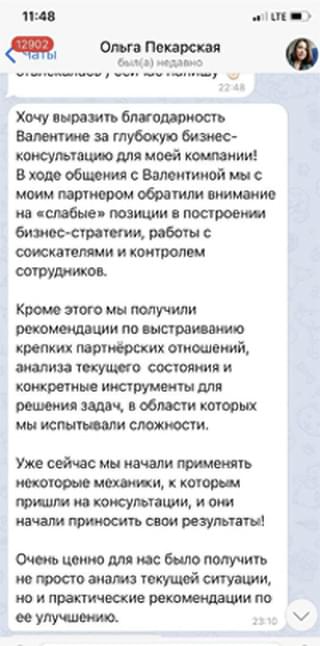 11:48
LTE
12902
Чаты
Ольга Пекарская
был(а) недавно
22:48
Хочу выразить благодарность
Валентине за глубокую бизнес-
консультацию для моей компании!
В ходе общения с Валентиной мы с
моим партнером обратили внимание
на «слабые» позиции в построении
бизнес-стратегии, работы с
соискателями и контролем
сотрудников.
Кроме этого мы получили
рекомендации по выстраиванию
крепких партнёрских отношений,
анализа текущего состояния и
конкретные инструменты для
решения задач, в области которых
мы испытывали сложности.
Уже сейчас мы начали применять
некоторые механики, к которым
пришли на консультации, и они
начали приносить свои результаты!
Очень ценно для нас было получить
не просто анализ текущей ситуации,
но и практические рекомендации по
ее улучшению.
23:10